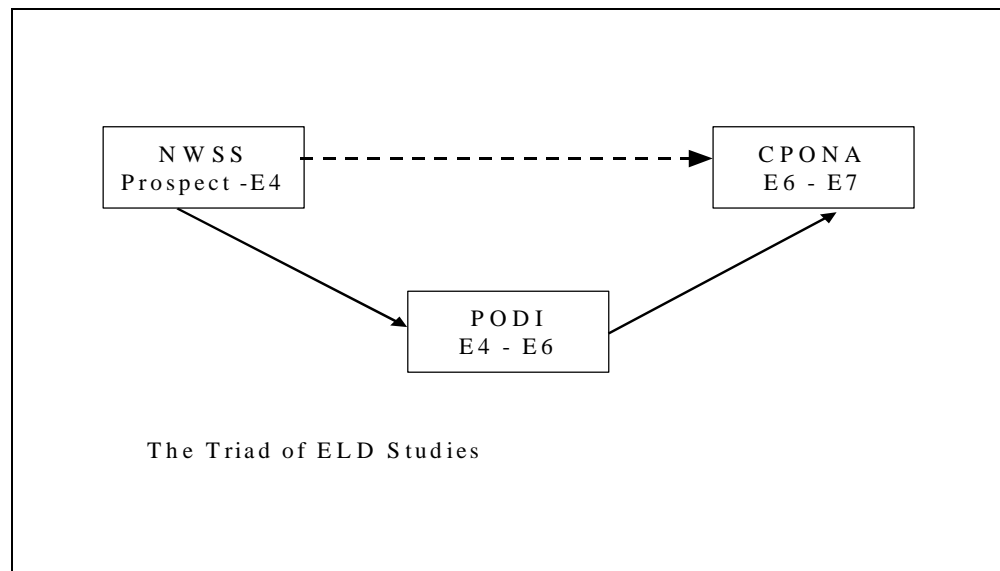 NWSS
Prospect -E4
CPONA
E6 - E7
PODI
E4 - E6
The Triad of ELD Studies